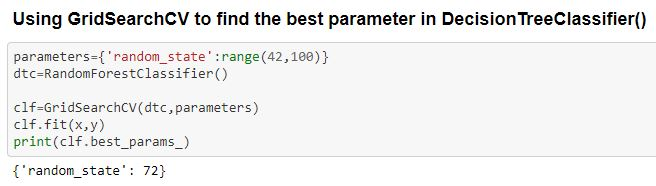 Using GridSearchCV to find the best parameter in DecisionTreeClassifier()
parameters={'random_state':range(42,100)}
dtc=RandomForestClassifier()
clf=GridSearchCV(dtc,parameters)
clf.fit(x,y)
print(clf.best_params_)
{'random_state': 72}